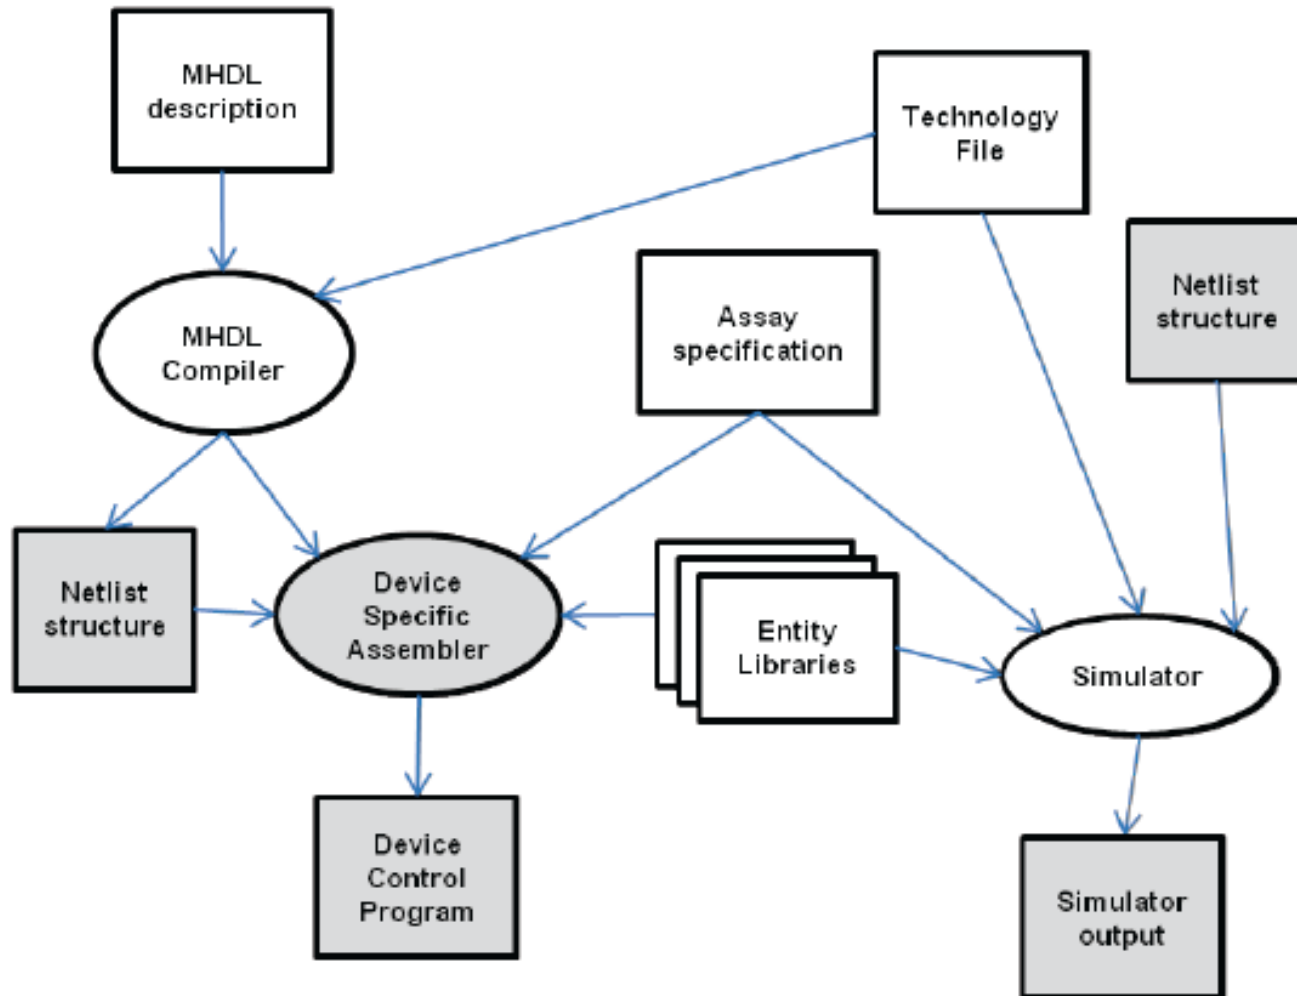 MHDL
description
Technology
File
Netlist
structure
Assay
specification
MHDL
Compiler
Netlist
structure
Device
Specific
Assembler
Entity
Libraries
Simulator
Device
Control
Program
Simulator
output